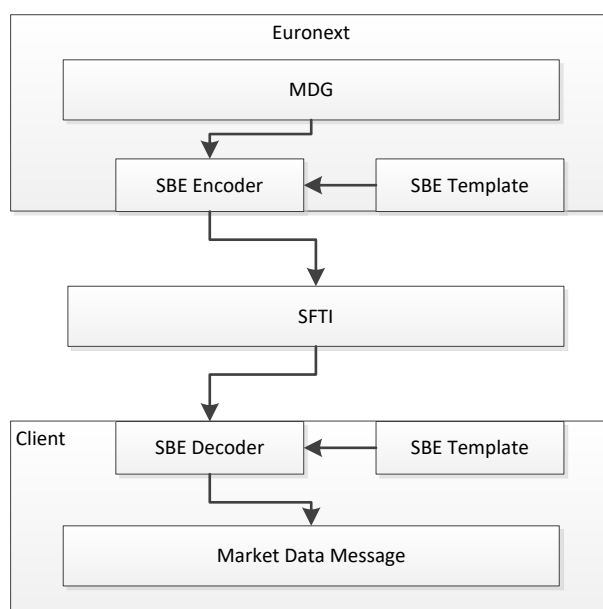 Euronext
MDG
SBE Encoder
SBE Template
SFTI
Client
SBE Decoder
SBE Template
Market Data Message